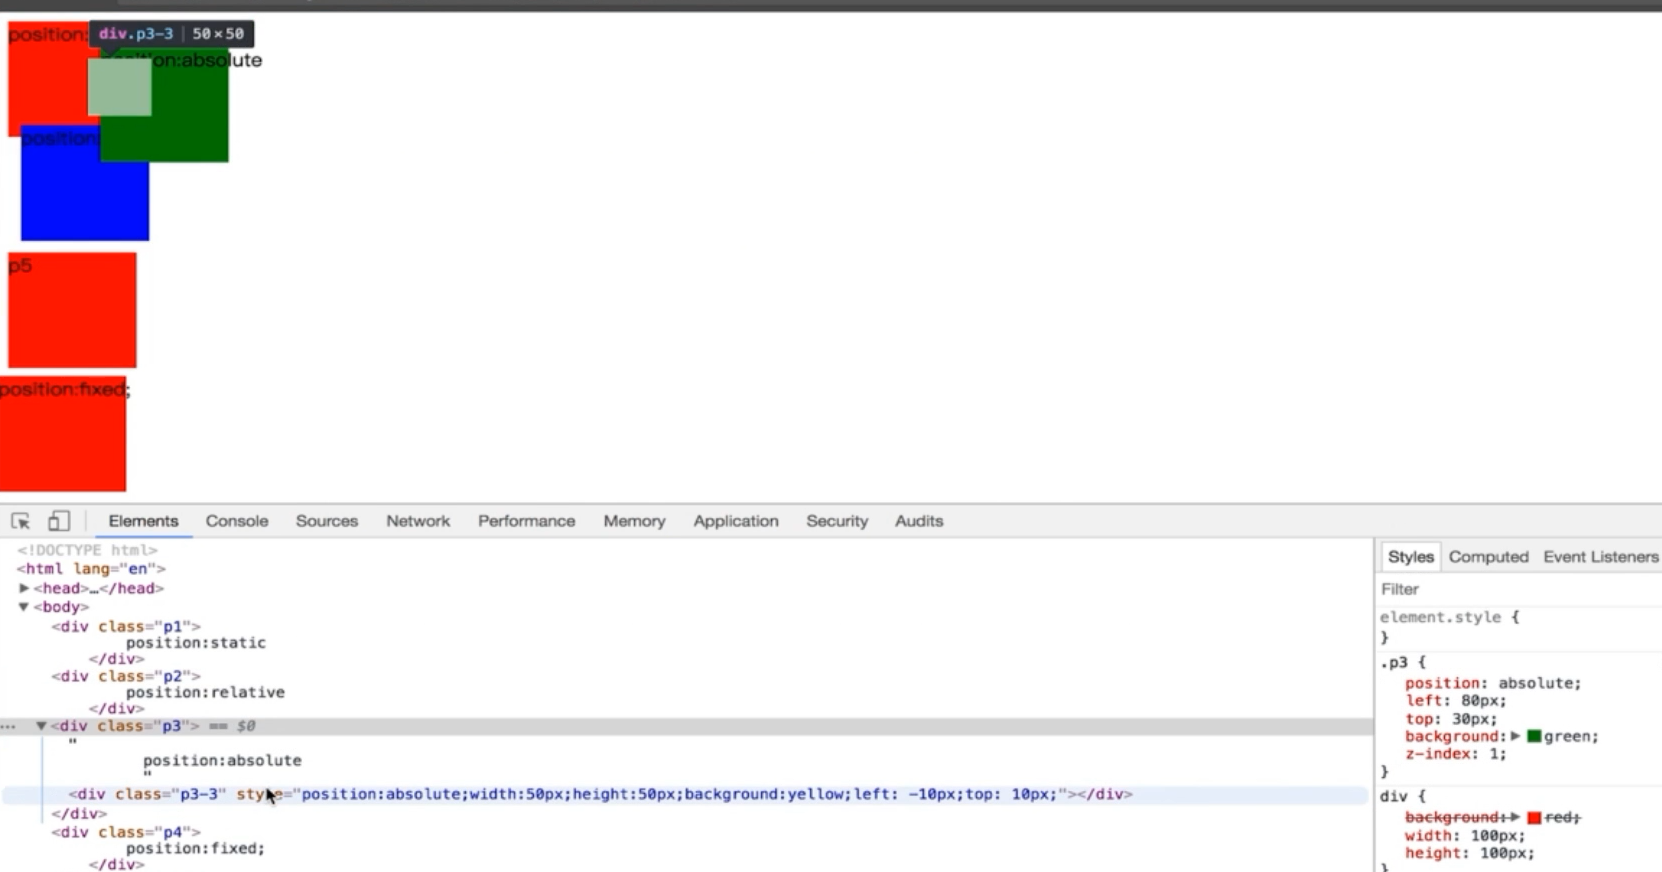 position:
div.p3-3 | 50×50
position:absolute
position:
p5
position:fixed;
Elements Console Sources Network Performance Memory Application Security Audits
<!DOCTYPE html>
<html lang="en">
▶<head>…</head>
▼<body>
<div class="p1">
position:static
</div>
<div class="p2">
position:relative
</div>
… ▼<div class="p3"> == $0
"
position:absolute
"
<div class="p3-3" style="position:absolute;width:50px;height:50px;background:yellow;left: -10px;top: 10px;"></div>
</div>
<div class="p4">
position:fixed;
</div>
Styles Computed Event Listeners
Filter
element.style {
}
.p3 {
position: absolute;
left: 80px;
top: 30px;
background:▶ green;
z-index: 1;
}
div {
background:▶ red;
width: 100px;
height: 100px;
}